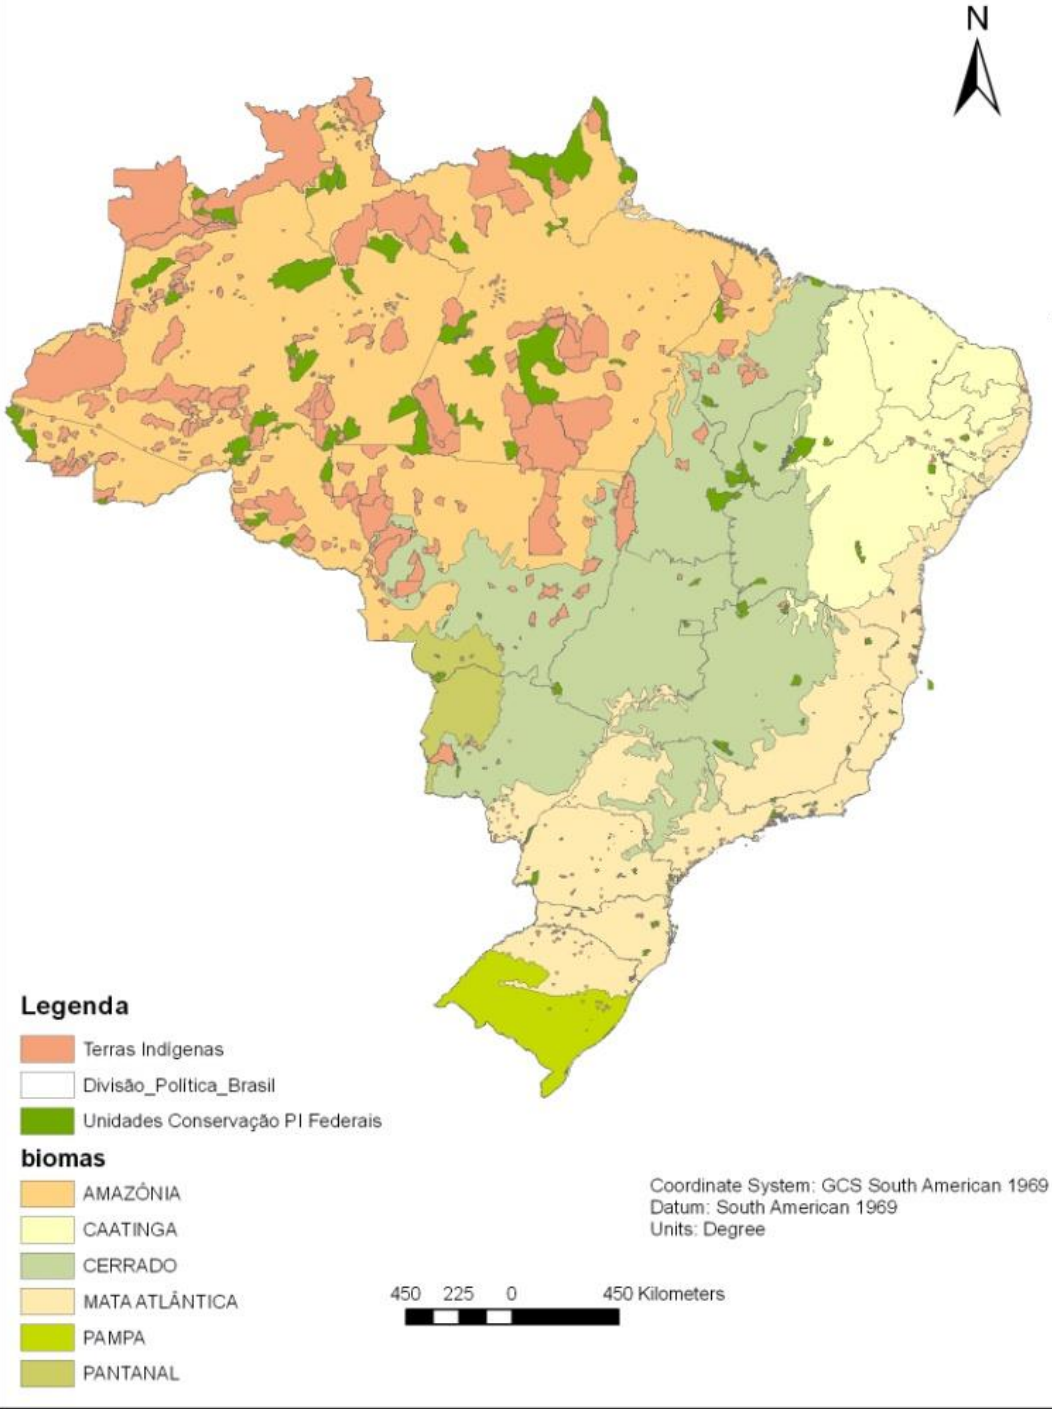 N
Legenda
Terras Indígenas
Divisão_Política_Brasil
Unidades Conservação PI Federais
biomas
AMAZÔNIA
CAATINGA
CERRADO
MATA ATLÂNTICA
PAMPA
PANTANAL
Coordinate System: GCS South American 1969
Datum: South American 1969
Units: Degree
450 225 0 450 Kilometers